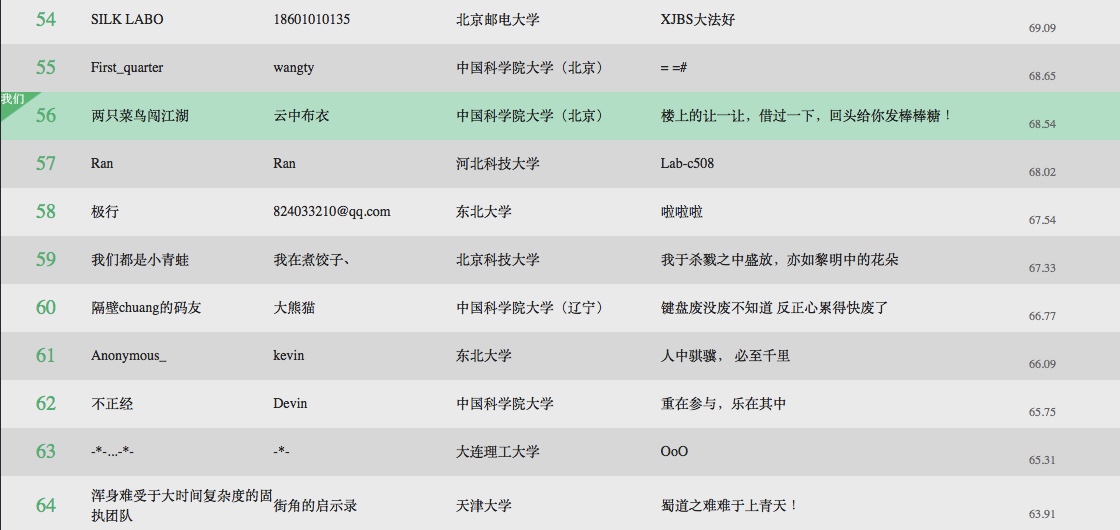 54 SILK LABO 18601010135 北京邮电大学 XJBS大法好 69.09
55 First_quarter wangty 中国科学院大学（北京） = =# 68.65
我们
56 两只菜鸟闯江湖 云中布衣 中国科学院大学（北京） 楼上的让一让，借过一下，回头给你发棒棒糖！ 68.54
57 Ran Ran 河北科技大学 Lab-c508 68.02
58 极行 824033210@qq.com 东北大学 啦啦啦 67.54
59 我们都是小青蛙 我在煮饺子、 北京科技大学 我于杀戮之中盛放，亦如黎明中的花朵 67.33
60 隔壁chuang的码友 大熊猫 中国科学院大学（辽宁） 键盘废没废不知道 反正心累得快废了 66.77
61 Anonymous_ kevin 东北大学 人中骐骥， 必至千里 66.09
62 不正经 Devin 中国科学院大学 重在参与，乐在其中 65.75
63 -*-...-*- -*- 大连理工大学 OoO 65.31
64 浑身难受于大时间复杂度的固 街角的启示录 天津大学 蜀道之难难于上青天！ 63.91
执团队